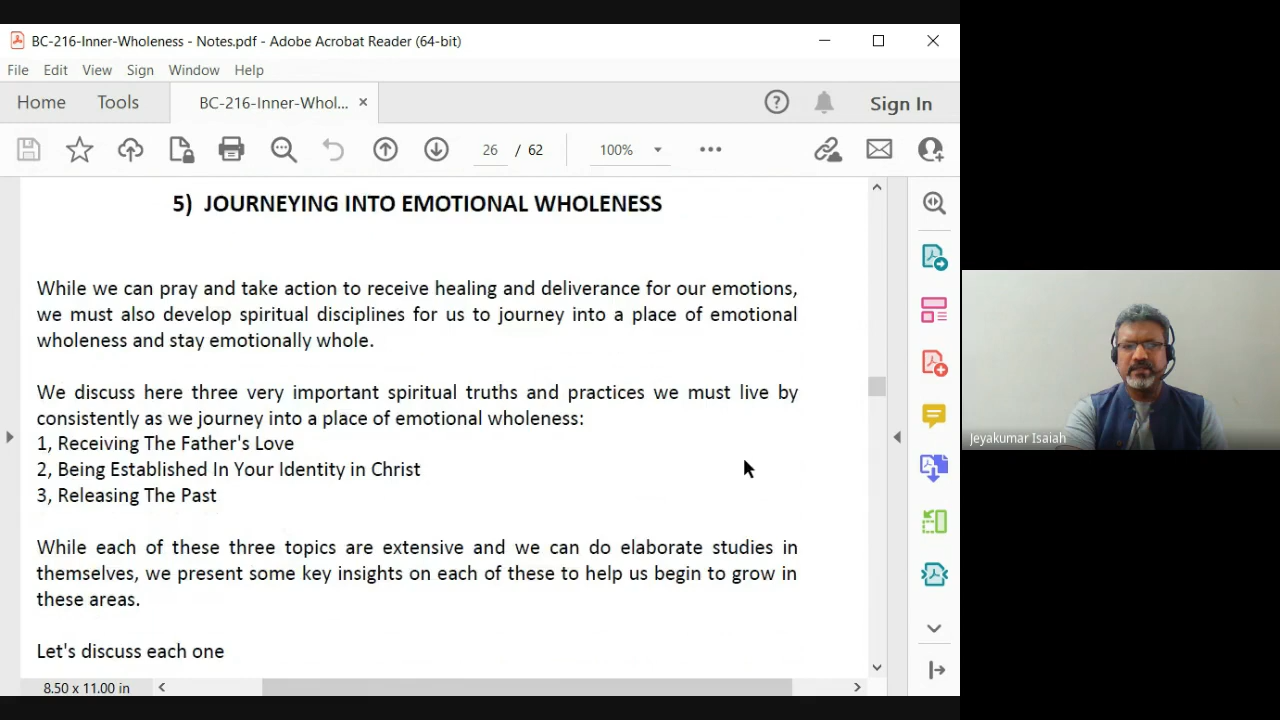 BC-216-Inner-Wholeness - Notes.pdf - Adobe Acrobat Reader (64-bit)
File Edit View Sign Window Help
Home Tools BC-216-Inner-Whol... × Sign In
26 / 62 100%
5) JOURNEYING INTO EMOTIONAL WHOLENESS
While we can pray and take action to receive healing and deliverance for our emotions,
we must also develop spiritual disciplines for us to journey into a place of emotional
wholeness and stay emotionally whole.
We discuss here three very important spiritual truths and practices we must live by
consistently as we journey into a place of emotional wholeness:
1, Receiving The Father's Love
2, Being Established In Your Identity in Christ
3, Releasing The Past
While each of these three topics are extensive and we can do elaborate studies in
themselves, we present some key insights on each of these to help us begin to grow in
these areas.
Let's discuss each one
8.50 x 11.00 in
Jeyakumar Isaiah